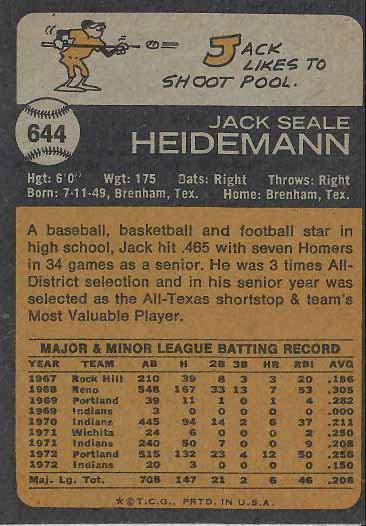 JACK
LIKES TO
SHOOT POOL.
644
JACK SEALE
HEIDEMANN
Hgt: 6'0" Wgt: 175 Bats: Right Throws: Right
Born: 7-11-49, Brenham, Tex. Home: Brenham, Tex.
A baseball, basketball and football star in
high school, Jack hit .465 with seven Homers
in 34 games as a senior. He was 3 times All-
District selection and in his senior year was
selected as the All-Texas shortstop & team's
Most Valuable Player.
MAJOR & MINOR LEAGUE BATTING RECORD
YEAR TEAM AB H 2B 3B HR RBI AVG
1967 Rock Hill 210 39 8 3 3 20 .186
1968 Reno 548 167 33 13 7 53 .305
1969 Portland 39 11 0 1 0 4 .282
1969 Indians 3 0 0 0 0 0 .000
1970 Indians 445 94 14 2 6 37 .211
1971 Wichita 24 6 0 0 0 2 .250
1971 Indians 240 50 7 0 0 9 .208
1972 Portland 515 132 23 4 12 50 .256
1972 Indians 20 3 0 0 0 0 .150
Maj. Lg. Tot. 708 147 21 2 6 46 .208
*©T.C.G., PRTD. IN U.S.A.